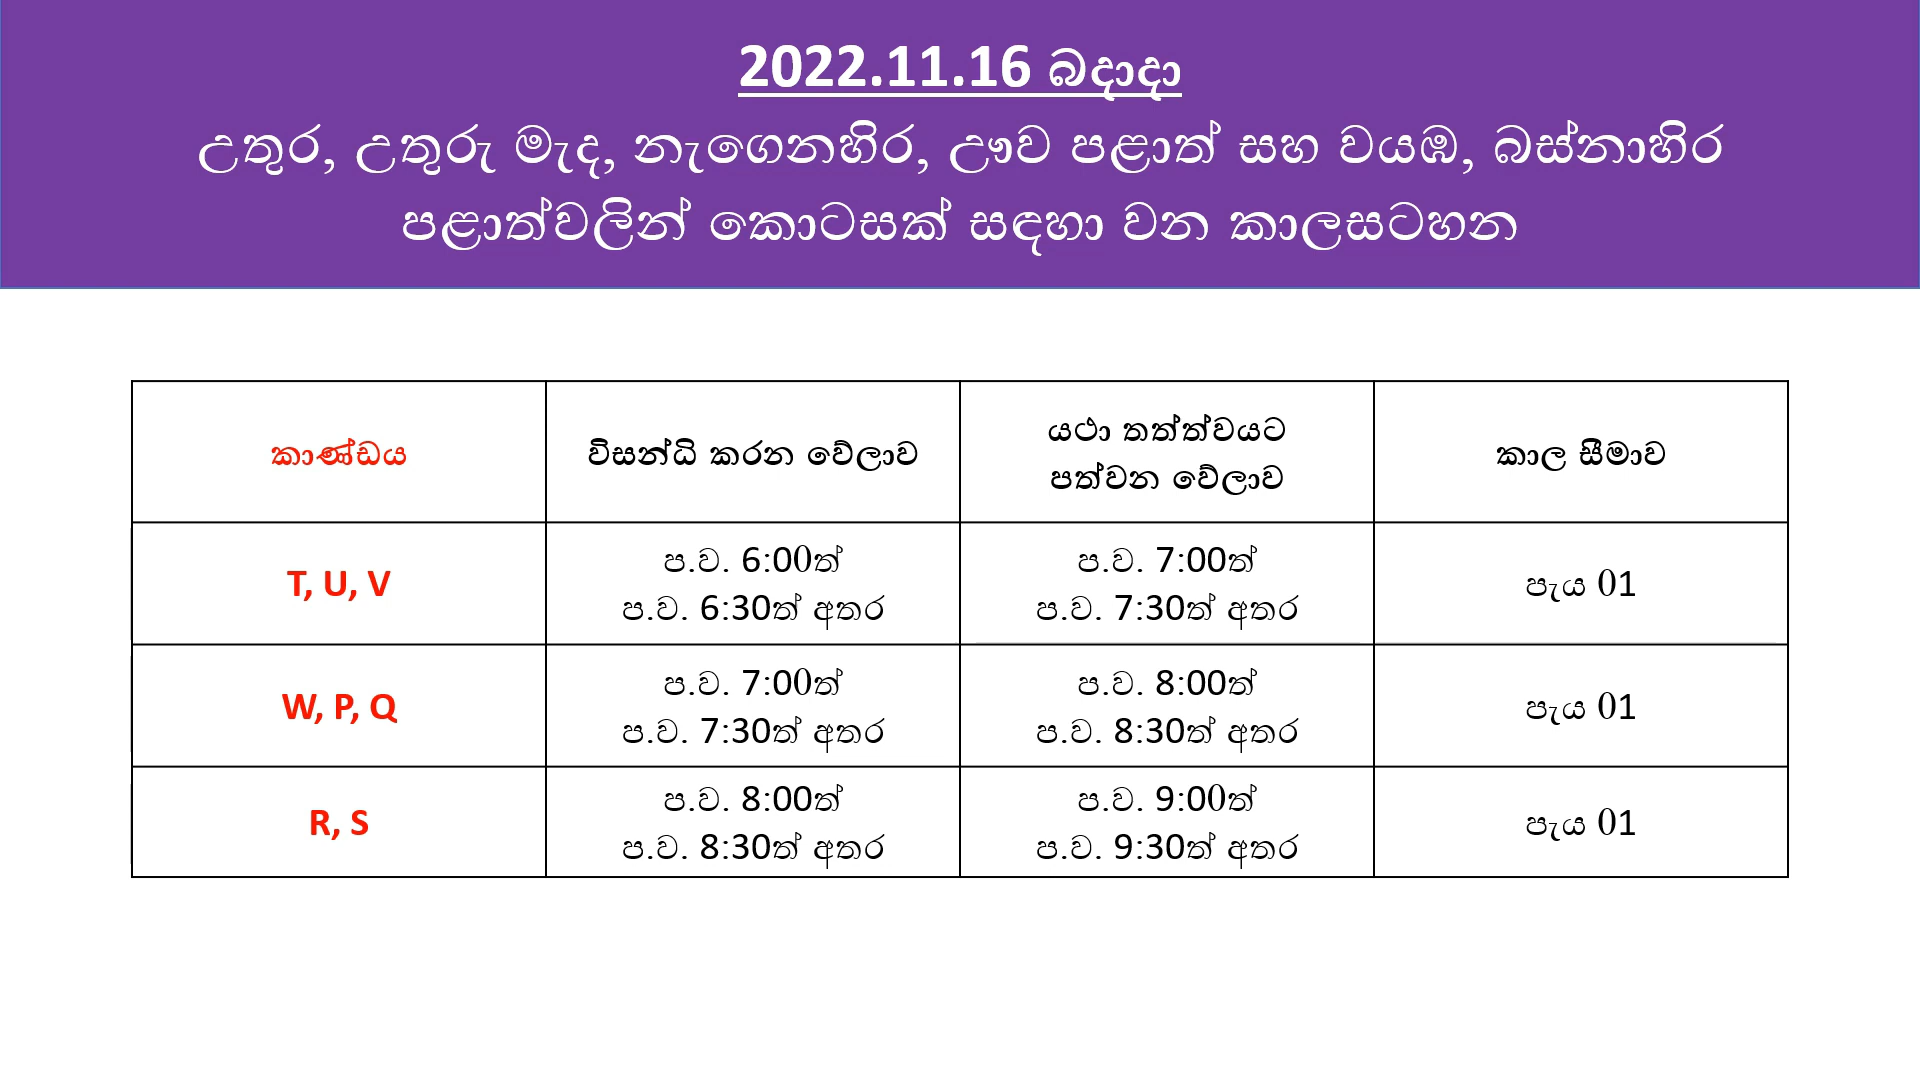 2022.11.16 බදාදා
උතුර, උතුරු මැද, නැගෙනහිර, ඌව පළාත් සහ වයඹ, බස්නාහිර
පළාත්වලින් කොටසක් සඳහා වන කාලසටහන
කාණ්ඩය
විසන්ධි කරන වේලාව
යථා තත්ත්වයට
පත්වන වේලාව
කාල සීමාව
T, U, V
ප.ව. 6:00ත්
ප.ව. 6:30ත් අතර
ප.ව. 7:00ත්
ප.ව. 7:30ත් අතර
පැය 01
W, P, Q
ප.ව. 7:00ත්
ප.ව. 7:30ත් අතර
ප.ව. 8:00ත්
ප.ව. 8:30ත් අතර
පැය 01
R, S
ප.ව. 8:00ත්
ප.ව. 8:30ත් අතර
ප.ව. 9:00ත්
ප.ව. 9:30ත් අතර
පැය 01